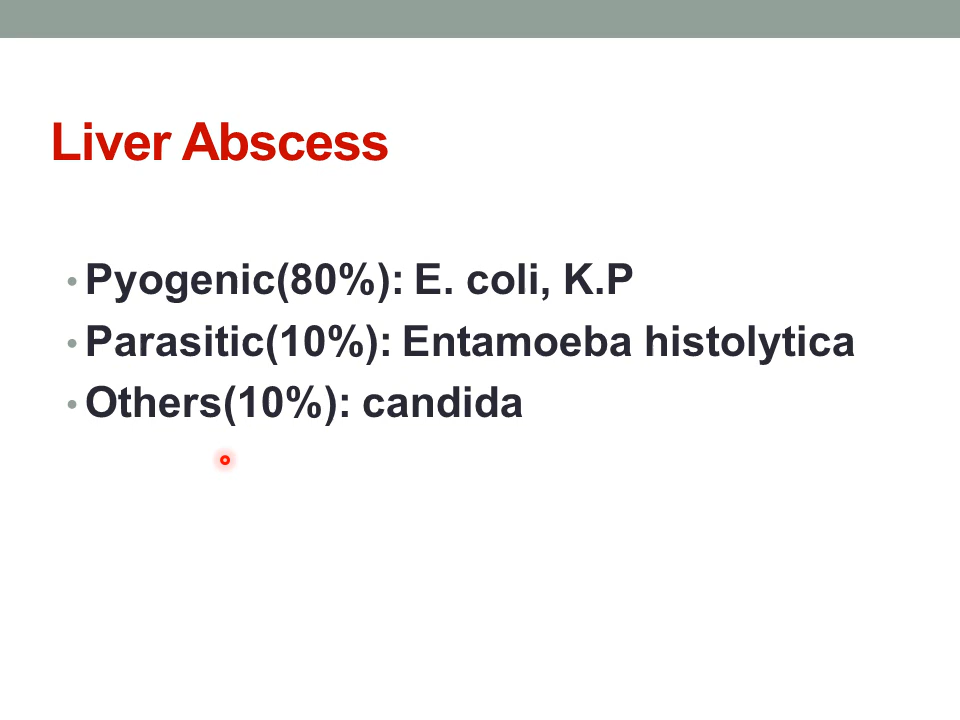 Liver Abscess
• Pyogenic(80%): E. coli, K.P
• Parasitic(10%): Entamoeba histolytica
• Others(10%): candida